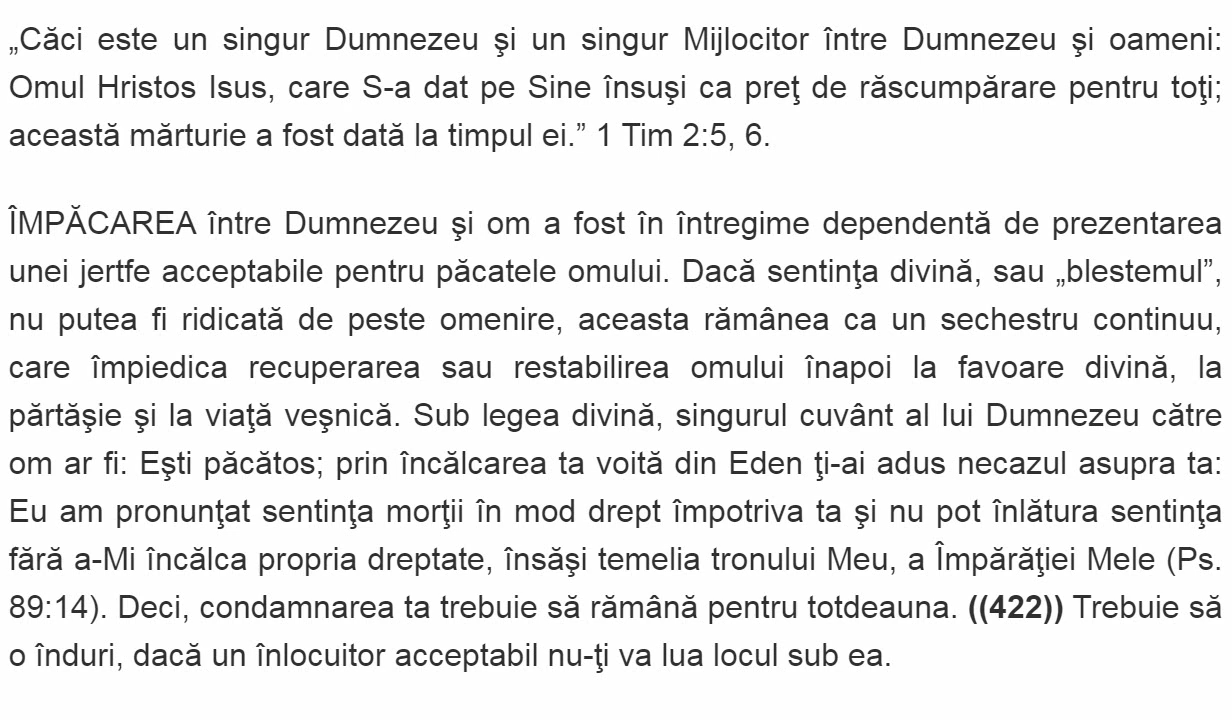 „Căci este un singur Dumnezeu şi un singur Mijlocitor între Dumnezeu şi oameni:
Omul Hristos Isus, care S-a dat pe Sine însuşi ca preţ de răscumpărare pentru toţi;
această mărturie a fost dată la timpul ei.” 1 Tim 2:5, 6.
ÎMPĂCAREA între Dumnezeu şi om a fost în întregime dependentă de prezentarea
unei jertfe acceptabile pentru păcatele omului. Dacă sentinţa divină, sau „blestemul”,
nu putea fi ridicată de peste omenire, aceasta rămânea ca un sechestru continuu,
care împiedica recuperarea sau restabilirea omului înapoi la favoare divină, la
părtăşie şi la viaţă veşnică. Sub legea divină, singurul cuvânt al lui Dumnezeu către
om ar fi: Eşti păcătos; prin încălcarea ta voită din Eden ţi-ai adus necazul asupra ta:
Eu am pronunţat sentinţa morţii în mod drept împotriva ta şi nu pot înlătura sentinţa
fără a-Mi încălca propria dreptate, însăşi temelia tronului Meu, a Împărăţiei Mele (Ps.
89:14). Deci, condamnarea ta trebuie să rămână pentru totdeauna. ((422)) Trebuie să
o înduri, dacă un înlocuitor acceptabil nu-ţi va lua locul sub ea.